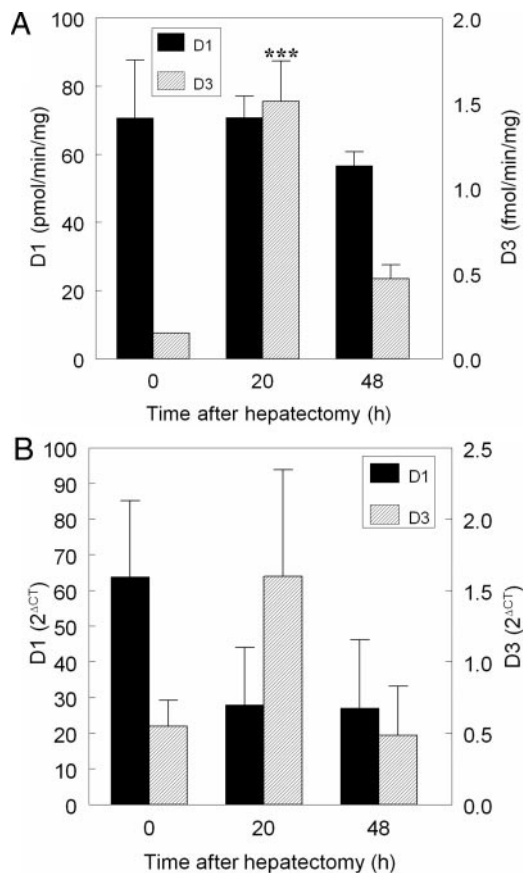 A
D1
D3
***
100
80
60
40
20
0
D1 (pmol/min/mg)
2.0
1.5
1.0
0.5
0.0
D3 (fmol/min/mg)
0 20 48
Time after hepatectomy (h)
B
D1
D3
100
90
80
70
60
50
40
30
20
10
0
D1 (2^ΔCT)
2.5
2.0
1.5
1.0
0.5
0.0
D3 (2^ΔCT)
0 20 48
Time after hepatectomy (h)